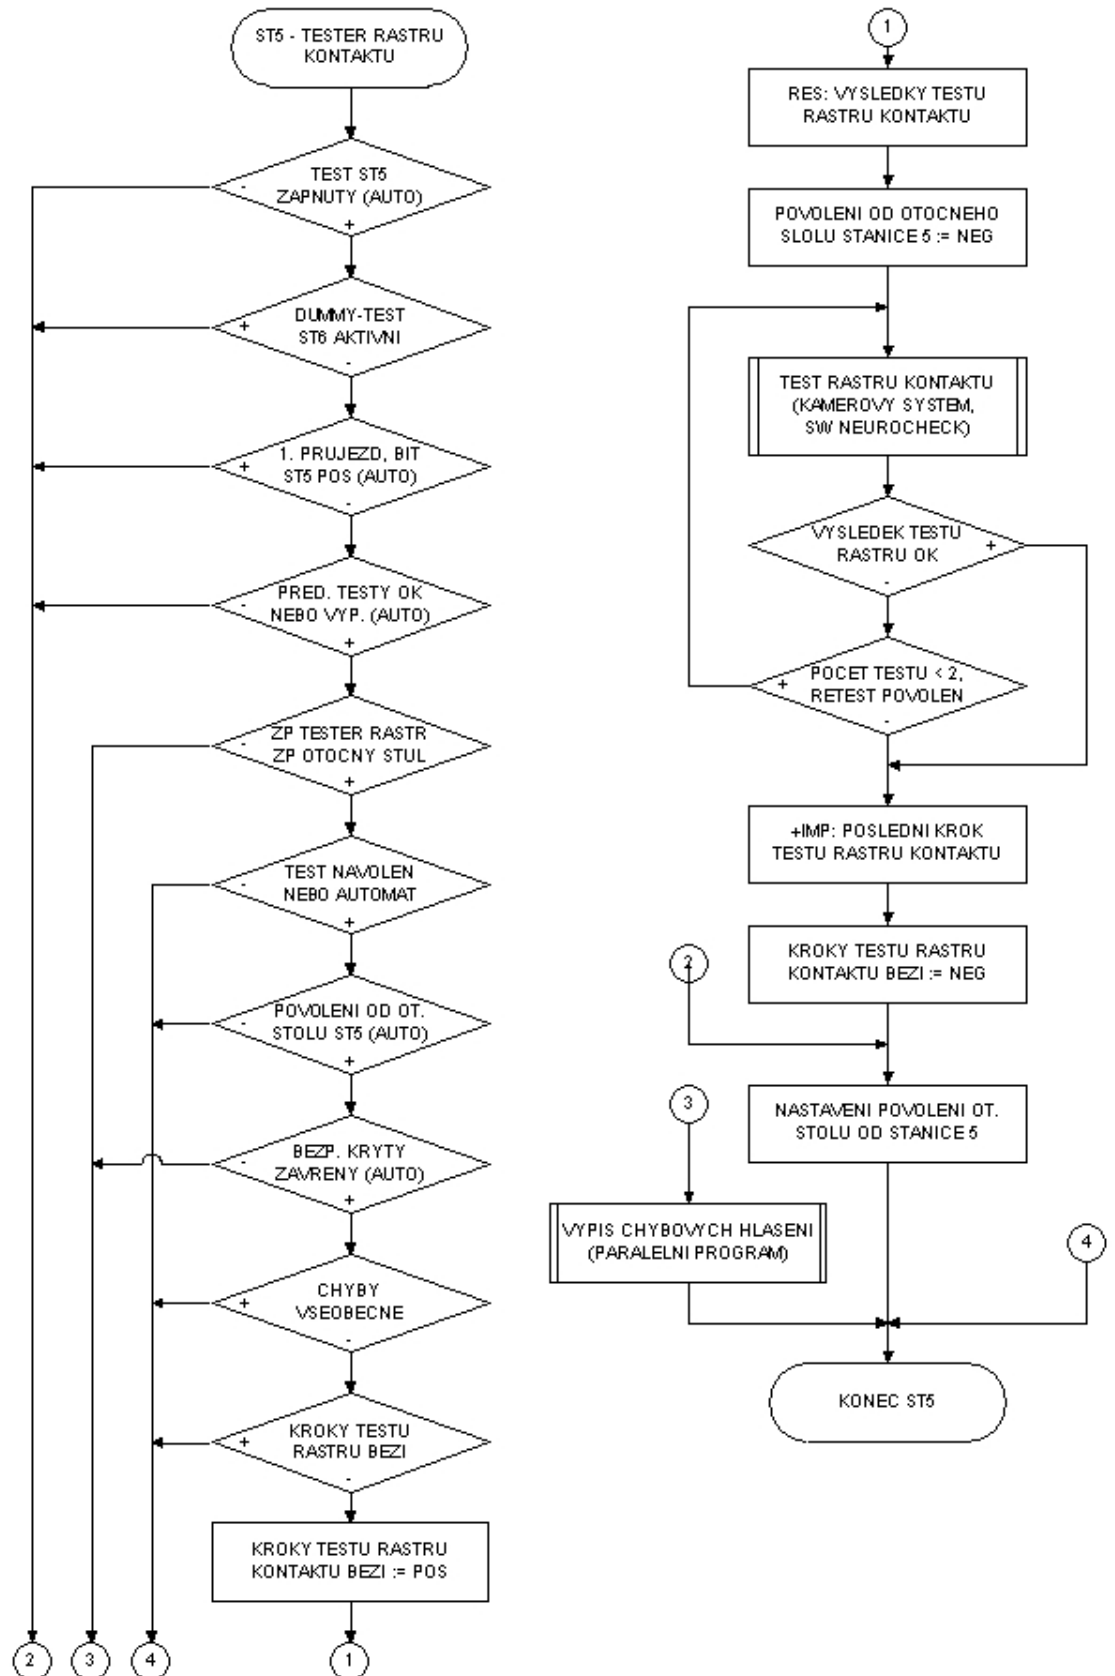 ST5 - TESTER RASTRU
KONTAKTU
TEST ST5
- ZAPNUTY (AUTO)
+
DUMMY-TEST
+ ST6 AKTIVNI
-
1. PRUJEZD, BIT
+ ST5 POS (AUTO)
-
PRED. TESTY OK
- NEBO VYP. (AUTO)
+
ZP TESTER RASTR
- ZP OTOCNY STUL
+
TEST NAVOLEN
- NEBO AUTOMAT
+
POVOLENI OD OT.
- STOLU ST5 (AUTO)
+
BEZP. KRYTY
- ZAVRENY (AUTO)
+
CHYBY
+ VSEOBECNE
-
KROKY TESTU
+ RASTRU BEZI
-
KROKY TESTU RASTRU
KONTAKTU BEZI := POS
2 3 4 1
1
RES: VYSLEDKY TESTU
RASTRU KONTAKTU
POVOLENI OD OTOCNEHO
SLOLU STANICE 5 := NEG
TEST RASTRU KONTAKTU
(KAMEROVY SYSTEM,
SW NEUROCHECK)
VYSLEDEK TESTU
RASTRU OK +
-
POCET TESTU < 2,
+ RETEST POVOLEN
-
+IMP: POSLEDNI KROK
TESTU RASTRU KONTAKTU
KROKY TESTU RASTRU
KONTAKTU BEZI := NEG
2
NASTAVENI POVOLENI OT.
STOLU OD STANICE 5
3
VYPIS CHYBOVYCH HLASENI
(PARALELNI PROGRAM)
4
KONEC ST5